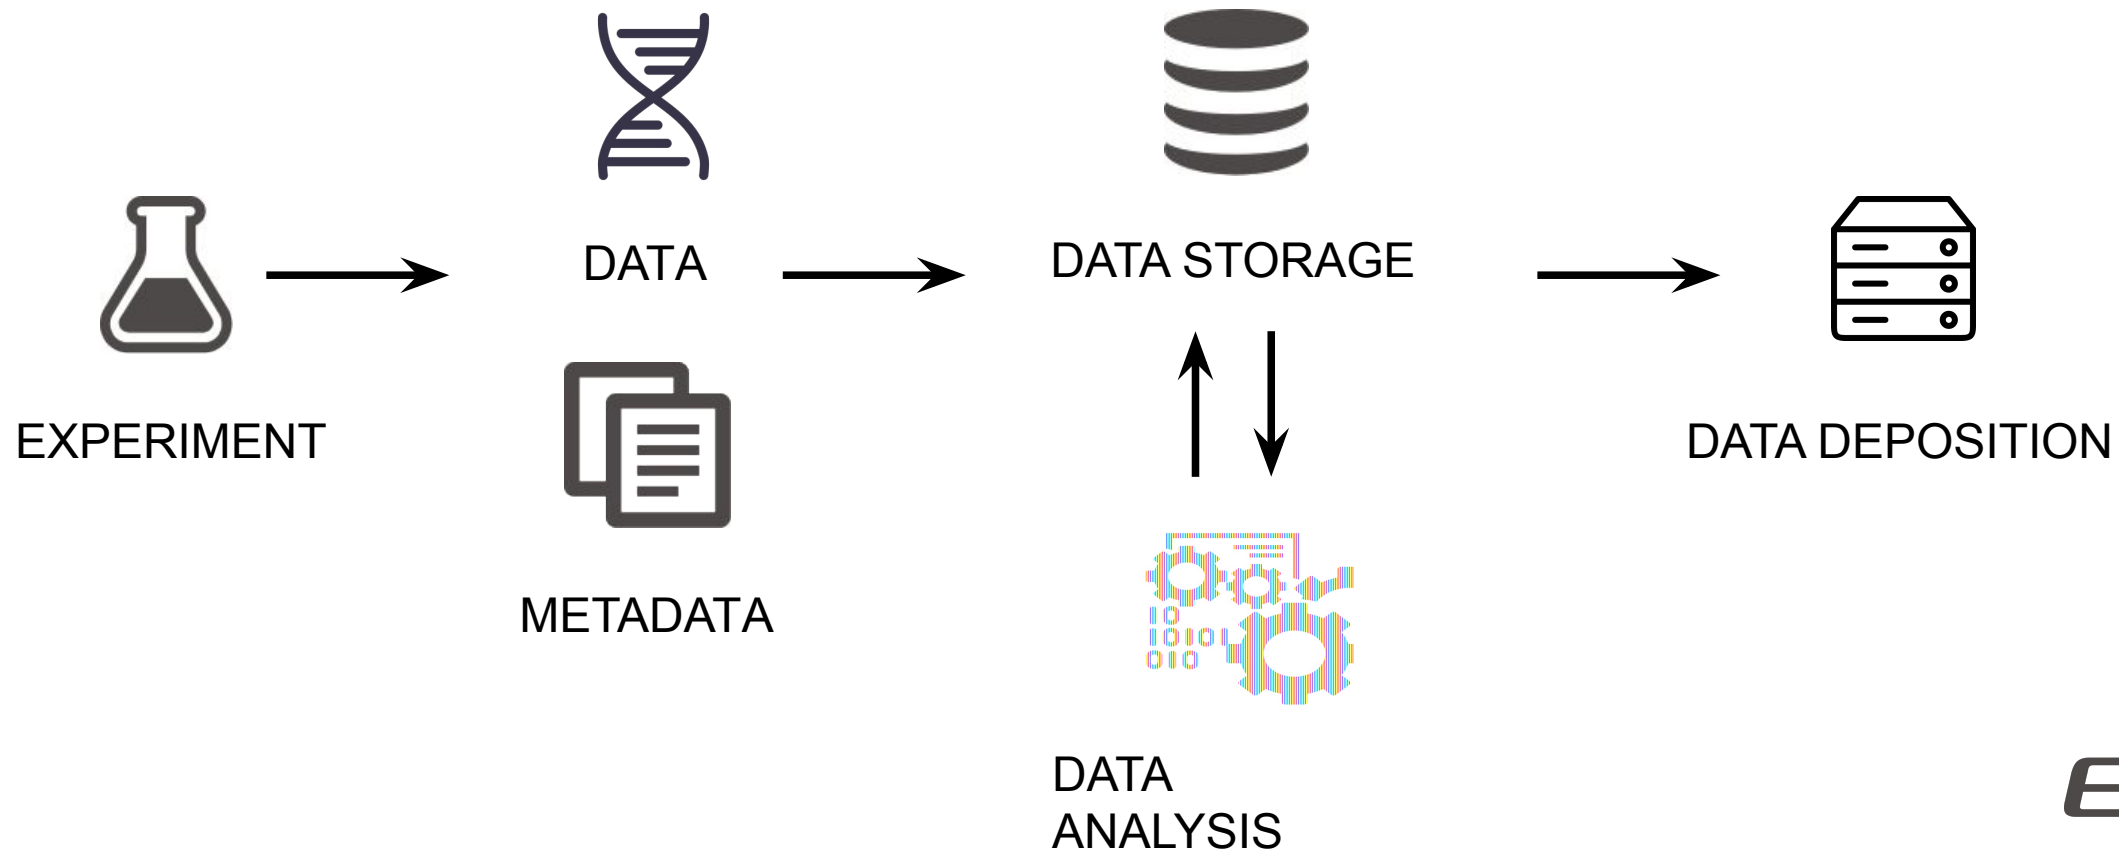 DATA
DATA STORAGE
EXPERIMENT
DATA DEPOSITION
METADATA
DATA
ANALYSIS